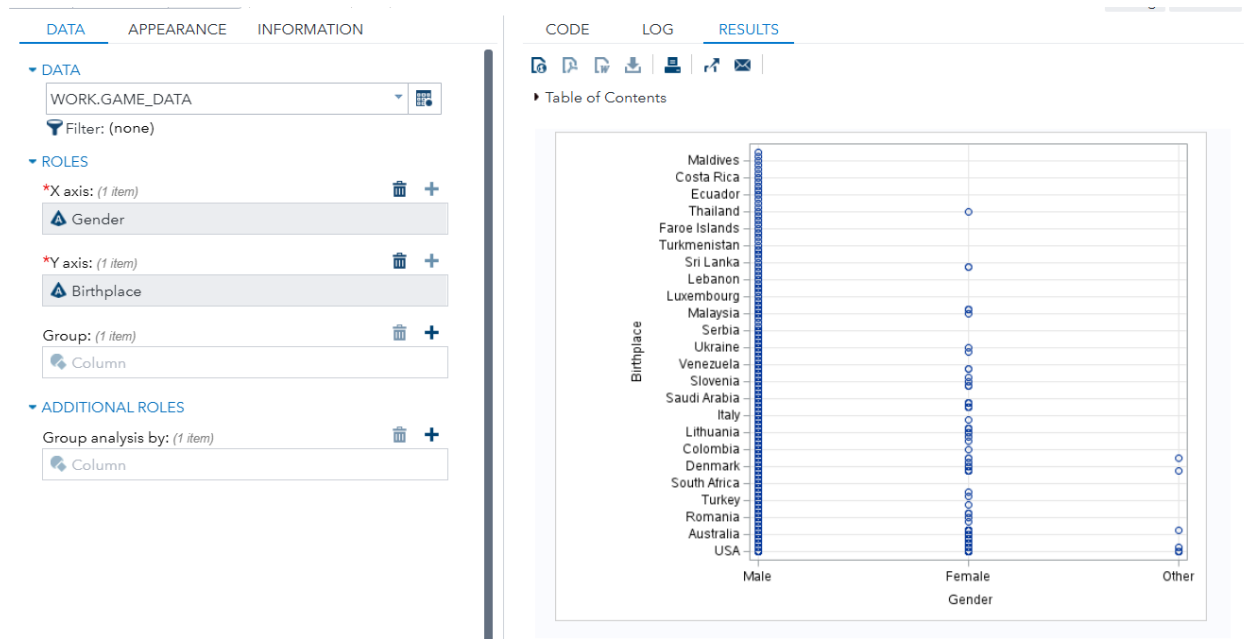 DATA APPEARANCE INFORMATION
DATA
WORK.GAME_DATA
Filter: (none)
ROLES
*X axis: (1 item)
Gender
*Y axis: (1 item)
Birthplace
Group: (1 item)
Column
ADDITIONAL ROLES
Group analysis by: (1 item)
Column
CODE LOG RESULTS
Table of Contents
Maldives
Costa Rica
Ecuador
Thailand
Faroe Islands
Turkmenistan
Sri Lanka
Lebanon
Luxembourg
Malaysia
Serbia
Ukraine
Venezuela
Slovenia
Saudi Arabia
Italy
Lithuania
Colombia
Denmark
South Africa
Turkey
Romania
Australia
USA
Birthplace
Male Female Other
Gender